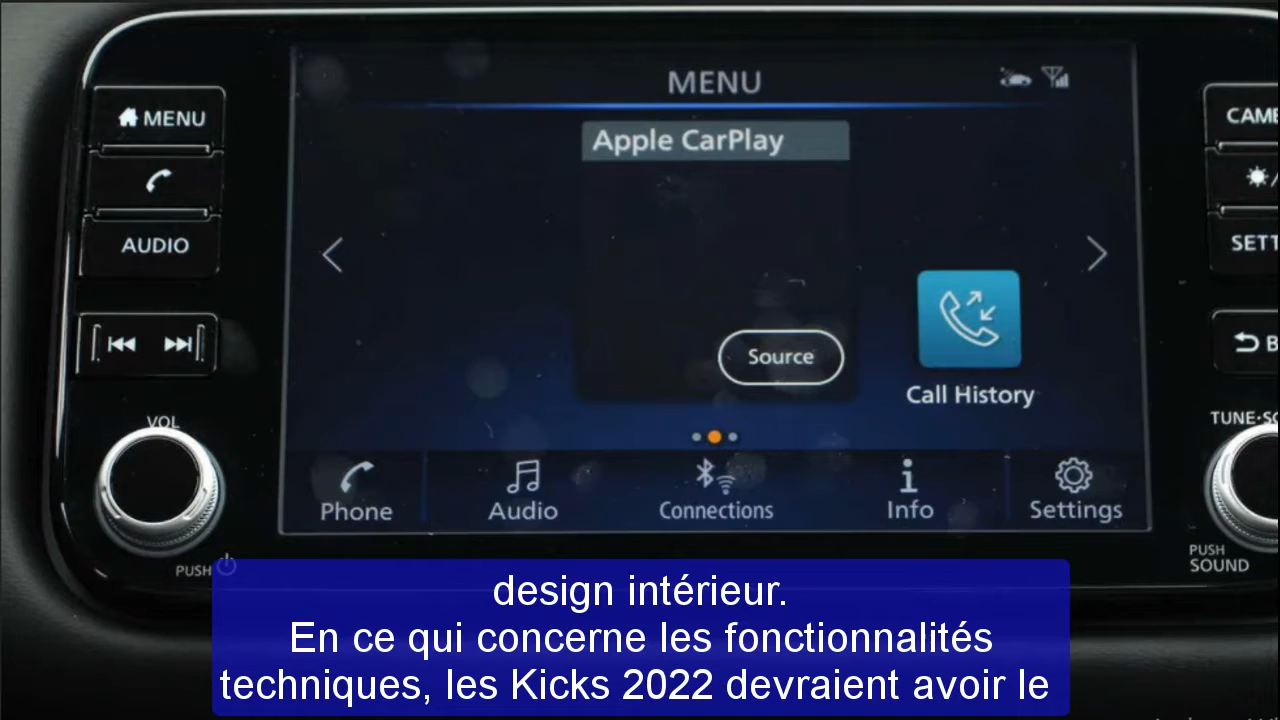 MENU
MENU
Apple CarPlay
AUDIO
Source
Call History
VOL
Phone
Audio
Connections
Info
Settings
PUSH
CAME
SETT
B
TUNE·SC
PUSH
SOUND
design intérieur.
En ce qui concerne les fonctionnalités
techniques, les Kicks 2022 devraient avoir le